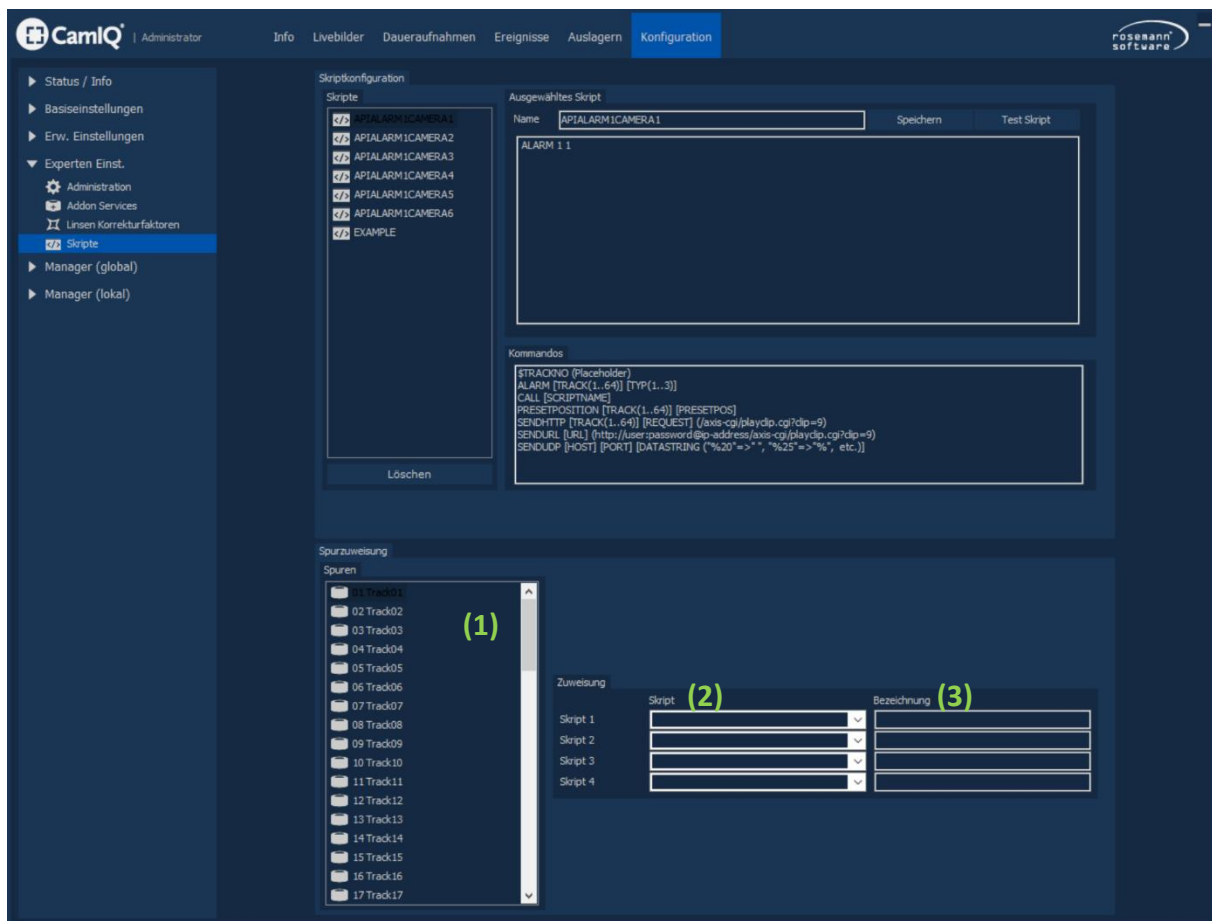 CamIQ | Administrator
Info Livebilder Daueraufnahmen Ereignisse Auslagern Konfiguration
rosemann software
Status / Info
Basiseinstellungen
Erw. Einstellungen
Experten Einst.
Administration
Addon Services
Linsen Korrekturfaktoren
Skripte
Manager (global)
Manager (lokal)
Skriptkonfiguration
Skripte
APIALARM1CAMERA1
APIALARM1CAMERA2
APIALARM1CAMERA3
APIALARM1CAMERA4
APIALARM1CAMERA5
APIALARM1CAMERA6
EXAMPLE
Löschen
Ausgewähltes Skript
Name APIALARM1CAMERA1 Speichern Test Skript
ALARM 1 1
Kommandos
$TRACKNO (Placeholder)
ALARM [TRACK(1..64)] [TYP(1..3)]
CALL [SCRIPTNAME]
PRESETPOSITION [TRACK(1..64)] [PRESETPOS]
SENDHTTP [TRACK(1..64)] [REQUEST] (/axis-cgi/playclip.cgi?clip=9)
SENDURL [URL] (http://user:password@ip-address/axis-cgi/playclip.cgi?clip=9)
SENDUDP [HOST] [PORT] [DATASTRING ("%20"=>" ", "%25"=>"%", etc.)]
Spurzuweisung
Spuren
01 Track01
02 Track02
03 Track03
04 Track04
05 Track05
06 Track06
07 Track07
08 Track08
09 Track09
10 Track10
11 Track11
12 Track12
13 Track13
14 Track14
15 Track15
16 Track16
17 Track17
(1)
Zuweisung
Skript (2) Bezeichnung (3)
Skript 1
Skript 2
Skript 3
Skript 4